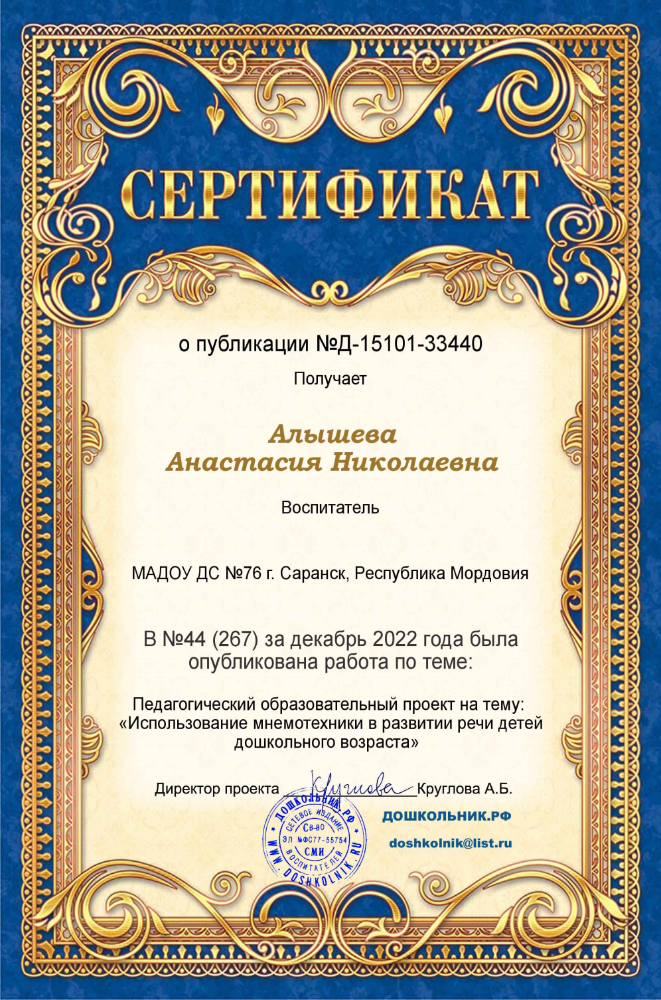 СЕРТИФИКАТ
о публикации №Д-15101-33440
Получает
Алышева
Анастасия Николаевна
Воспитатель
МАДОУ ДС №76 г. Саранск, Республика Мордовия
В №44 (267) за декабрь 2022 года была
опубликована работа по теме:
Педагогический образовательный проект на тему:
«Использование мнемотехники в развитии речи детей
дошкольного возраста»
Директор проекта Круглова Круглова А.Б.
ДОШКОЛЬНИК.РФ
СЕТЕВОЕ ИЗДАНИЕ
СВ-ВО
ЭЛ №ФС77-55754
СМИ
ВОСПИТАТЕЛЕЙ
WWW.DOSHKOLNIK.RU
ДОШКОЛЬНИК.РФ
doshkolnik@list.ru